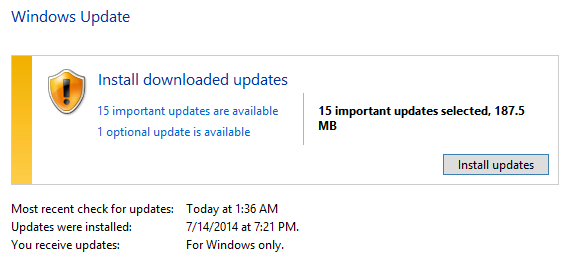 Windows Update
Install downloaded updates
15 important updates are available
1 optional update is available
15 important updates selected, 187.5
MB
Install updates
Most recent check for updates: Today at 1:36 AM
Updates were installed: 7/14/2014 at 7:21 PM.
You receive updates: For Windows only.